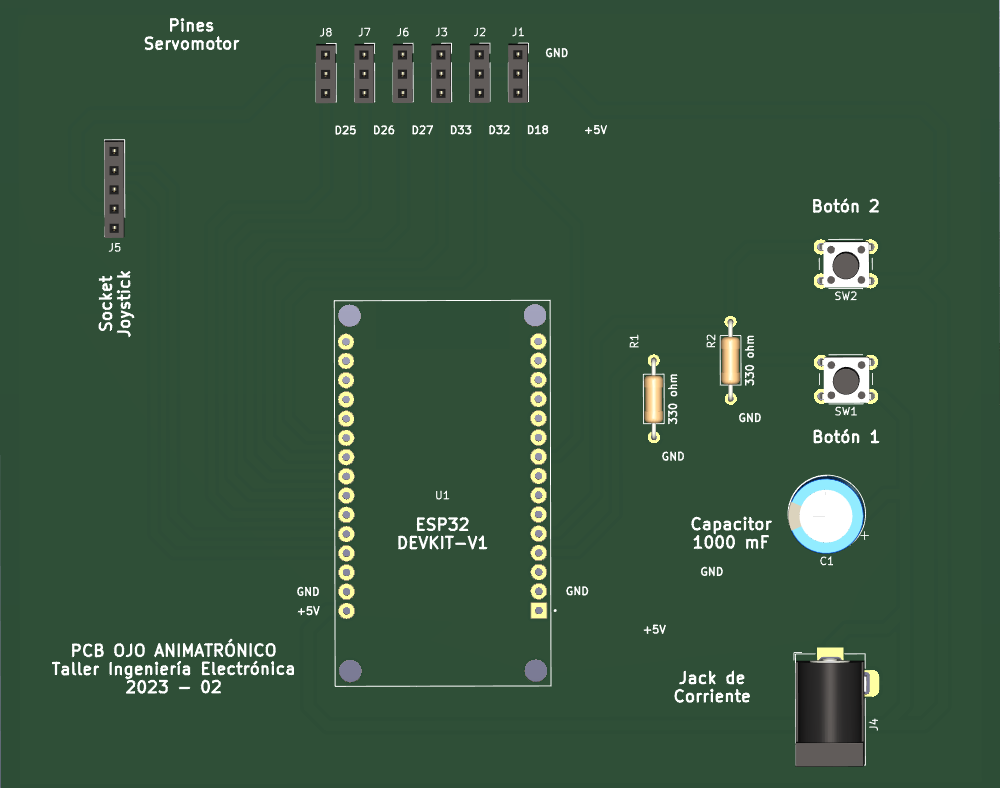 Pines
Servomotor
J8 J7 J6 J3 J2 J1
GND
D25 D26 D27 D33 D32 D18 +5V
J5
Socket
Joystick
Botón 2
SW2
R1
330 ohm
GND
R2
330 ohm
GND
SW1
Botón 1
U1
ESP32
DEVKIT-V1
GND
+5V
GND
Capacitor
1000 mF
+
C1
GND
+5V
PCB OJO ANIMATRÓNICO
Taller Ingeniería Electrónica
2023 - 02
Jack de
Corriente
J4